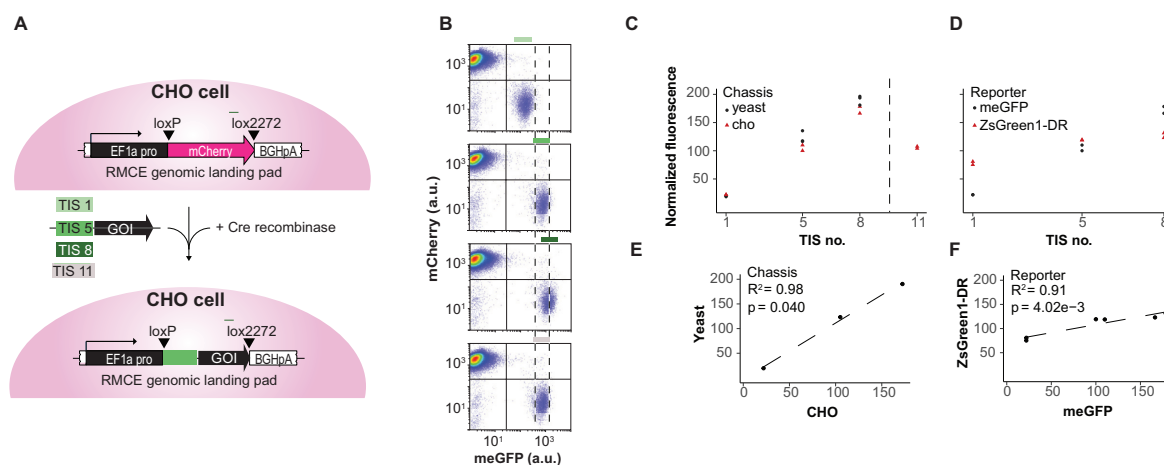 A
CHO cell
loxP
lox2272
EF1a pro
mCherry
BGHpA
RMCE genomic landing pad
TIS 1
TIS 5
GOI
+ Cre recombinase
TIS 8
TIS 11
CHO cell
loxP
lox2272
EF1a pro
GOI
BGHpA
RMCE genomic landing pad
B
10³
10¹
10³
10¹
10³
10¹
10³
10¹
10¹
10³
mCherry (a.u.)
meGFP (a.u.)
C
Normalized fluorescence
200
150
100
50
Chassis
yeast
cho
1
5
8
11
TIS no.
D
200
150
100
50
Reporter
meGFP
ZsGreen1-DR
1
5
8
TIS no.
E
Yeast
200
150
100
50
Chassis
R² = 0.98
p = 0.040
0
50
100
150
CHO
F
ZsGreen1-DR
200
150
100
50
Reporter
R² = 0.91
p = 4.02e−3
0
50
100
150
meGFP